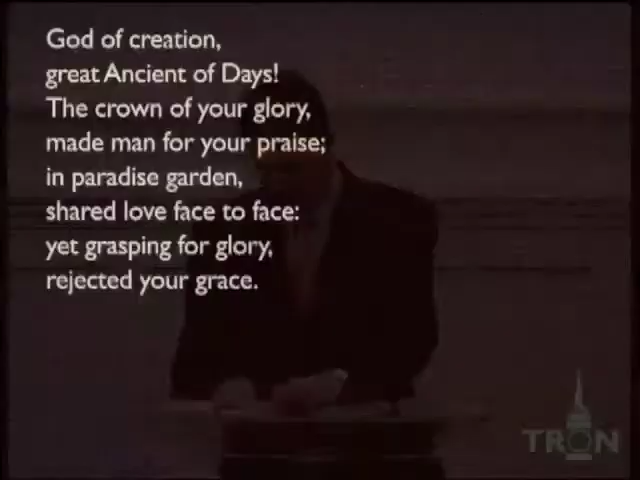 God of creation,
great Ancient of Days!
The crown of your glory,
made man for your praise;
in paradise garden,
shared love face to face:
yet grasping for glory,
rejected your grace.
TRON